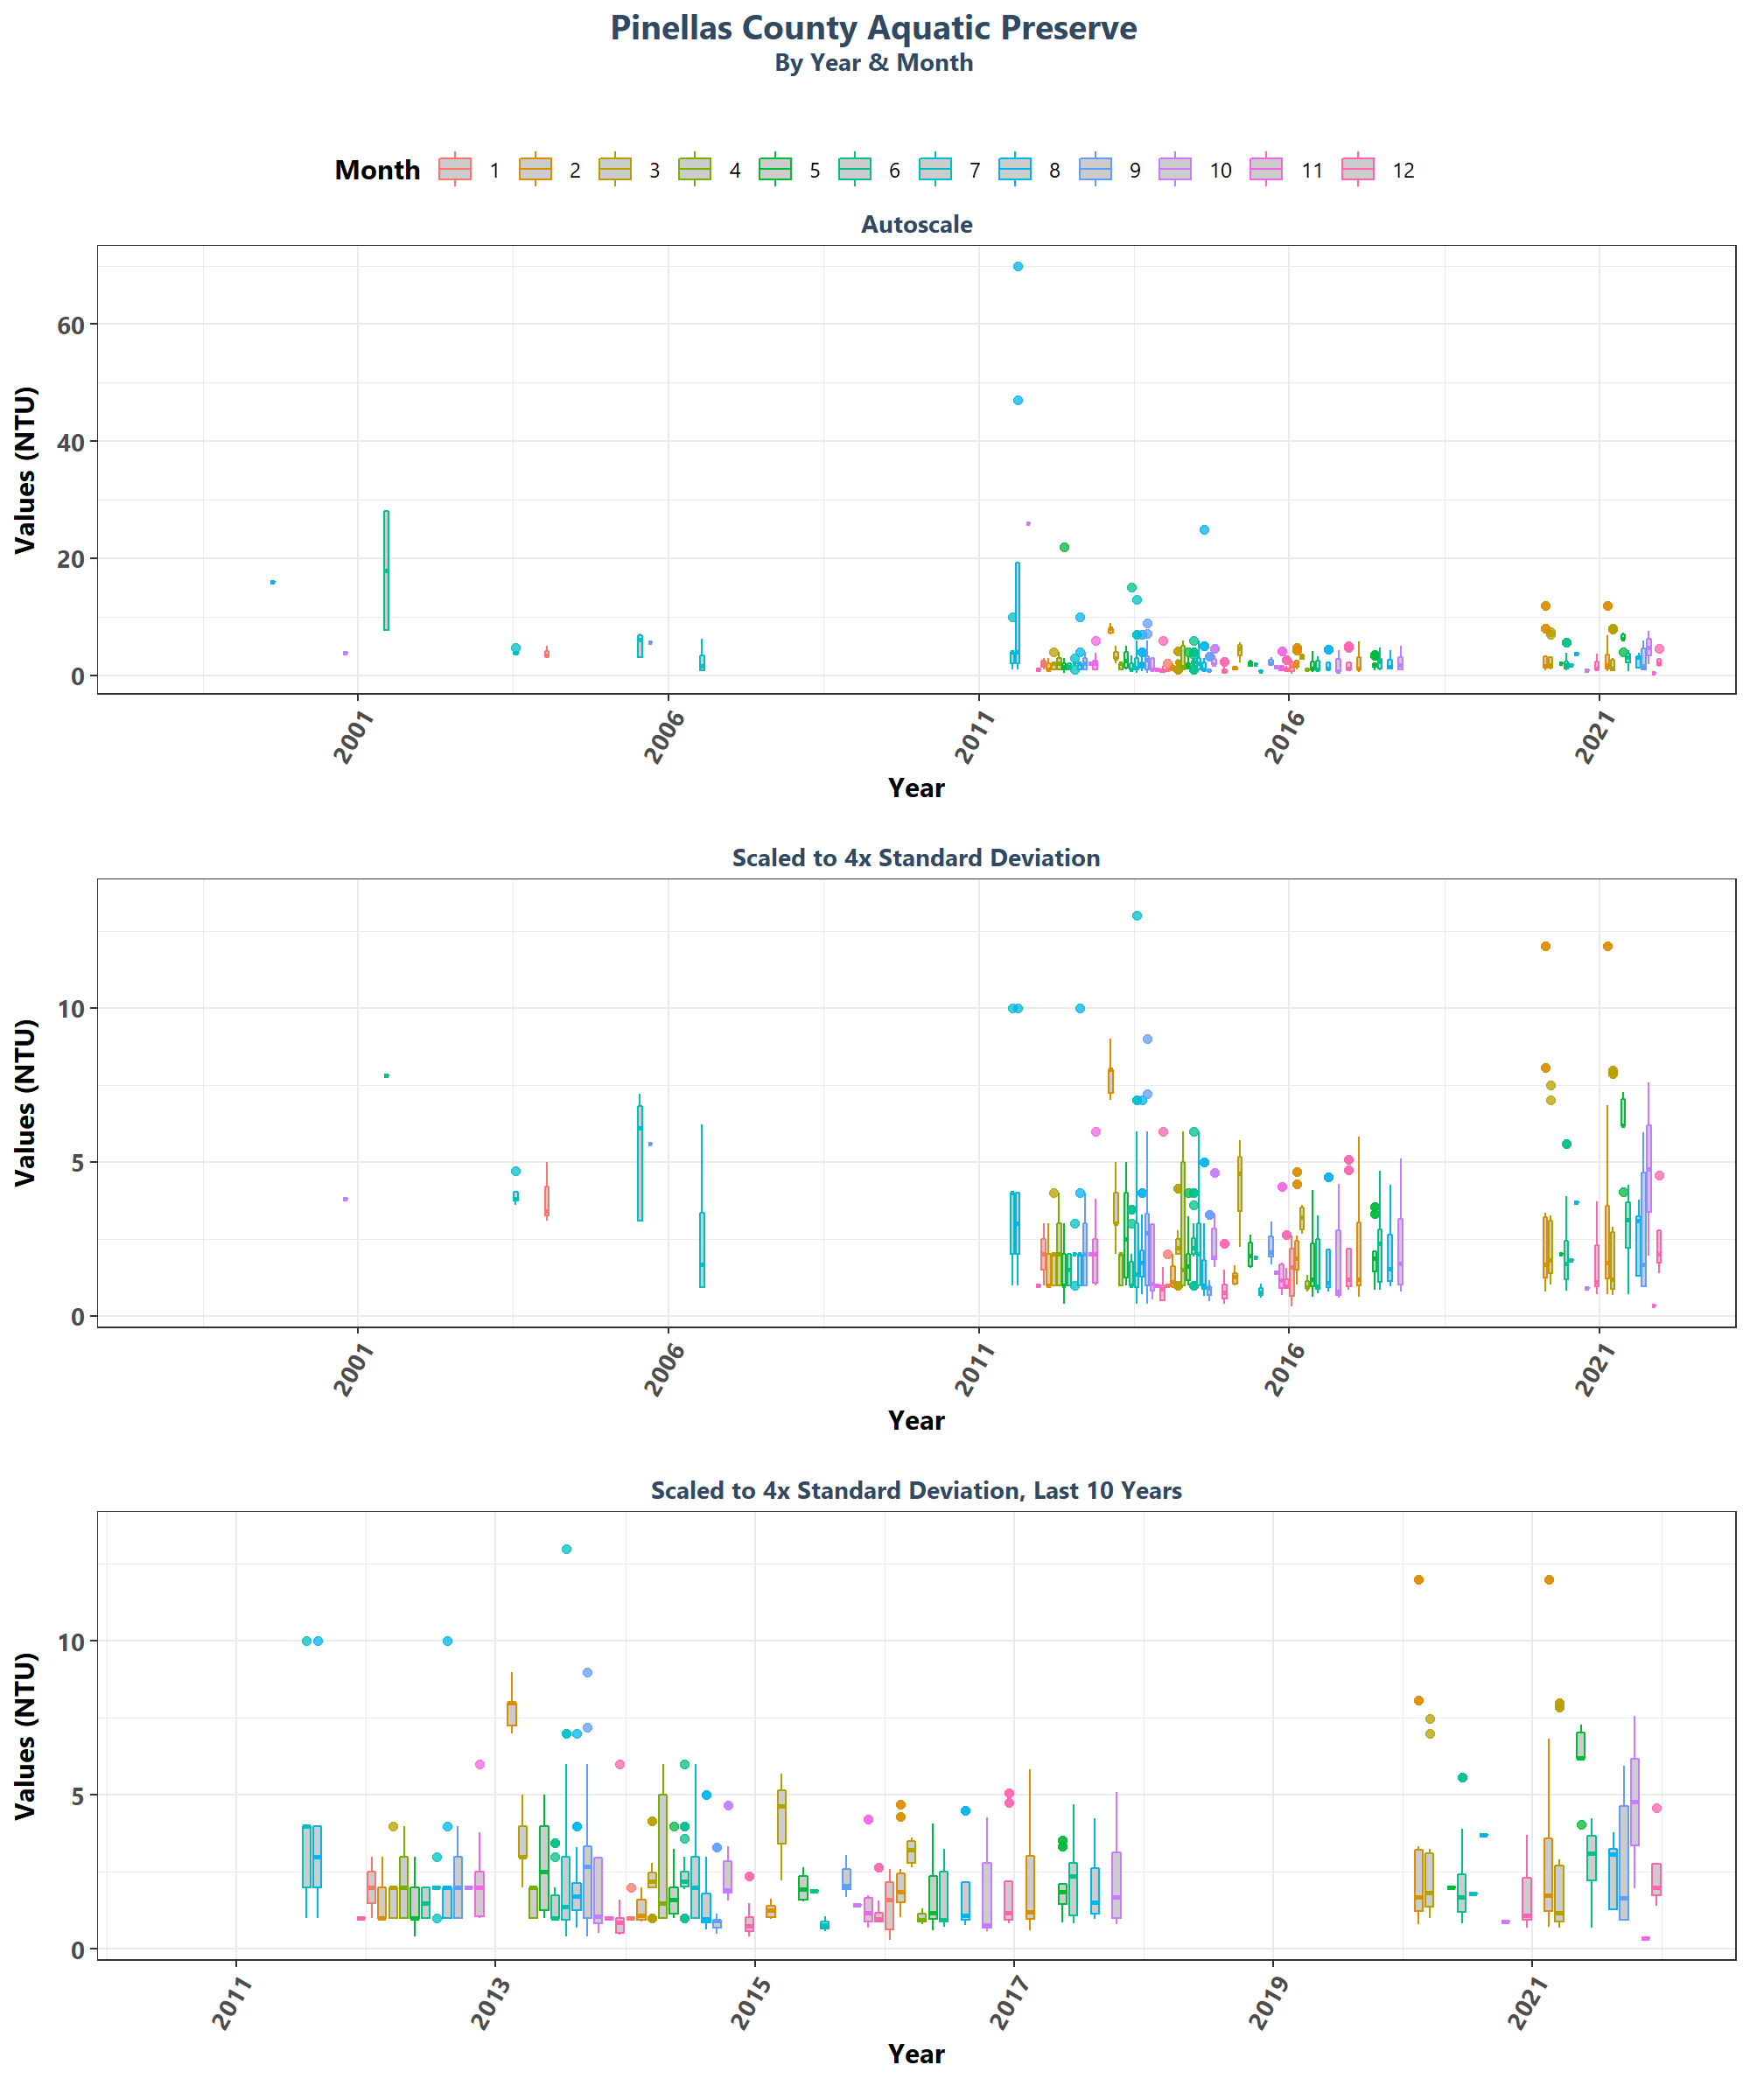 Pinellas County Aquatic Preserve
By Year & Month
Month 1 2 3 4 5 6 7 8 9 10 11 12
Autoscale
Values (NTU)
60
40
20
0
2001 2006 2011 2016 2021
Year
Scaled to 4x Standard Deviation
Values (NTU)
10
5
0
2001 2006 2011 2016 2021
Year
Scaled to 4x Standard Deviation, Last 10 Years
Values (NTU)
10
5
0
2011 2013 2015 2017 2019 2021
Year